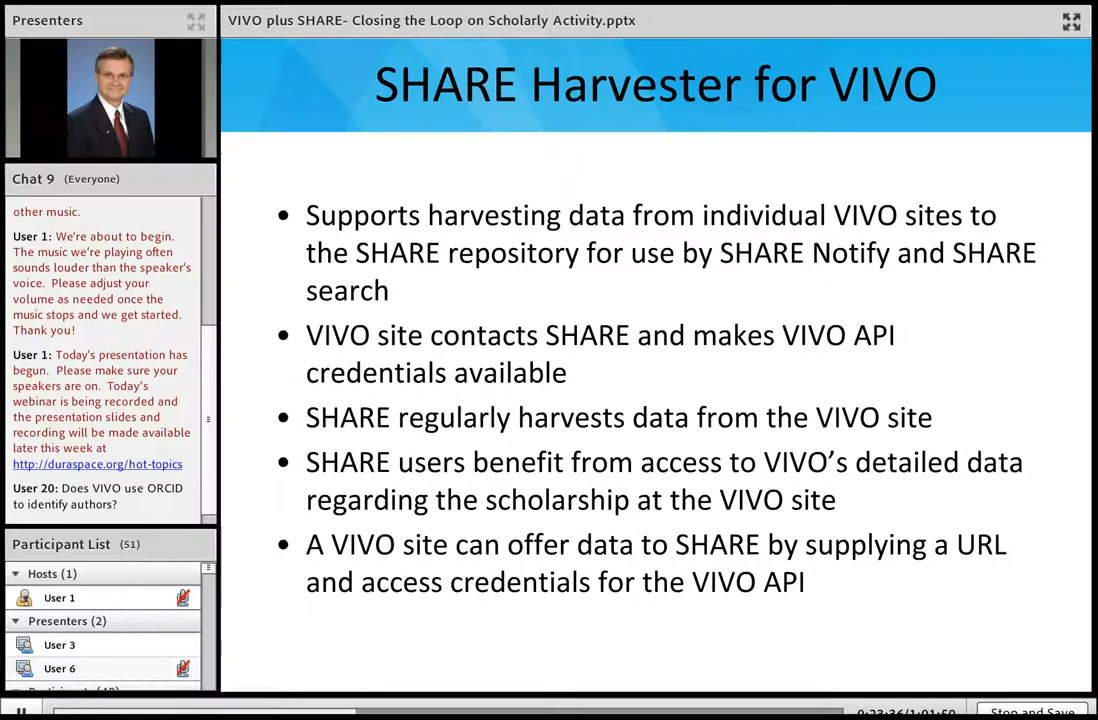 Presenters
VIVO plus SHARE- Closing the Loop on Scholarly Activity.pptx
Chat 9 (Everyone)
other music.
User 1: We're about to begin.
The music we're playing often
sounds louder than the speaker's
voice. Please adjust your
volume as needed once the
music stops and we get started.
Thank you!
User 1: Today's presentation has
begun. Please make sure your
speakers are on. Today's
webinar is being recorded and
the presentation slides and
recording will be made available
later this week at
http://duraspace.org/hot-topics
User 20: Does VIVO use ORCID
to identify authors?
Participant List (51)
Hosts (1)
User 1
Presenters (2)
User 3
User 6
SHARE Harvester for VIVO
• Supports harvesting data from individual VIVO sites to
the SHARE repository for use by SHARE Notify and SHARE
search
• VIVO site contacts SHARE and makes VIVO API
credentials available
• SHARE regularly harvests data from the VIVO site
• SHARE users benefit from access to VIVO's detailed data
regarding the scholarship at the VIVO site
• A VIVO site can offer data to SHARE by supplying a URL
and access credentials for the VIVO API
0:23:36/1:01:50
Stop and Save